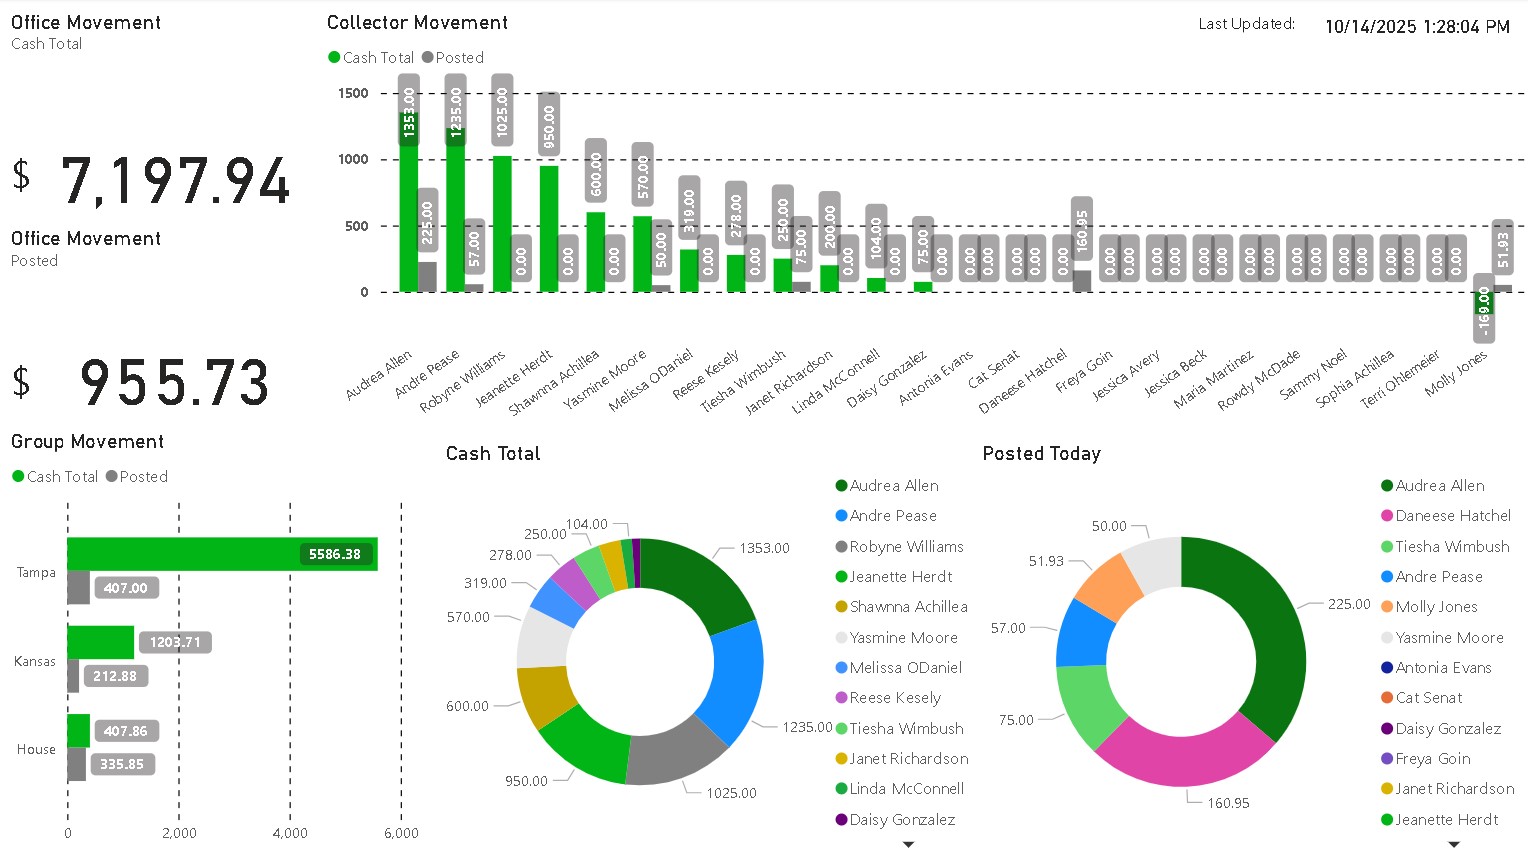 Office Movement
Cash Total
$ 7,197.94
Office Movement
Posted
$ 955.73
Collector Movement
Cash Total Posted
Last Updated: 10/14/2025 1:28:04 PM
1500
1000
500
0
1353.00 225.00 1235.00 57.00 1025.00 0.00 950.00 0.00 600.00 0.00 570.00 50.00 319.00 0.00 278.00 0.00 250.00 75.00 200.00 0.00 104.00 0.00 75.00 0.00 0.00 0.00 0.00 0.00 0.00 160.95 0.00 0.00 0.00 0.00 0.00 0.00 0.00 0.00 0.00 0.00 0.00 0.00 0.00 0.00 0.00 0.00 -169.00 51.93
Audrea Allen
Andre Pease
Robyne Williams
Jeanette Herdt
Shawnna Achillea
Yasmine Moore
Melissa ODaniel
Reese Kesely
Tiesha Wimbush
Janet Richardson
Linda McConnell
Daisy Gonzalez
Antonia Evans
Cat Senat
Daneese Hatchel
Freya Goin
Jessica Avery
Jessica Beck
Maria Martinez
Rowdy McDade
Sammy Noel
Sophia Achillea
Terri Ohlemeier
Molly Jones
Group Movement
Cash Total Posted
Tampa
5586.38
407.00
Kansas
1203.71
212.88
House
407.86
335.85
0 2,000 4,000 6,000
Cash Total
1353.00
1235.00
1025.00
950.00
600.00
570.00
319.00
278.00
250.00
104.00
Audrea Allen
Andre Pease
Robyne Williams
Jeanette Herdt
Shawnna Achillea
Yasmine Moore
Melissa ODaniel
Reese Kesely
Tiesha Wimbush
Janet Richardson
Linda McConnell
Daisy Gonzalez
Posted Today
225.00
160.95
75.00
57.00
51.93
50.00
Audrea Allen
Daneese Hatchel
Tiesha Wimbush
Andre Pease
Molly Jones
Yasmine Moore
Antonia Evans
Cat Senat
Daisy Gonzalez
Freya Goin
Janet Richardson
Jeanette Herdt